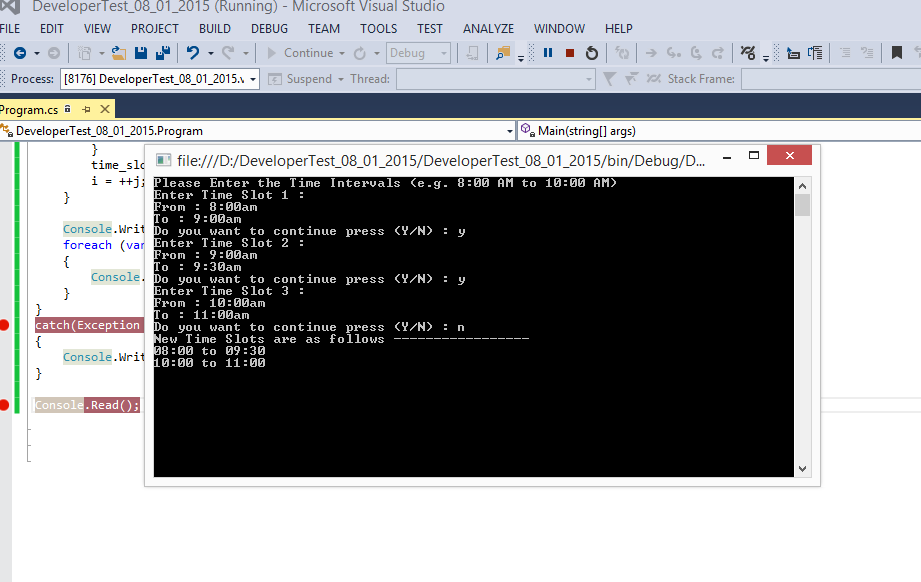 DeveloperTest_08_01_2015 (Running) - Microsoft Visual Studio
FILE EDIT VIEW PROJECT BUILD DEBUG TEAM TOOLS TEST ANALYZE WINDOW HELP
Continue Debug
Process: [8176] DeveloperTest_08_01_2015.v Suspend Thread: Stack Frame:
Program.cs
DeveloperTest_08_01_2015.Program Main(string[] args)
}
time_slo
i = ++j;
}
Console.Writ
foreach (var
{
Console.
}
}
catch(Exception
{
Console.Writ
}
Console.Read();
file:///D:/DeveloperTest_08_01_2015/DeveloperTest_08_01_2015/bin/Debug/D...
Please Enter the Time Intervals (e.g. 8:00 AM to 10:00 AM)
Enter Time Slot 1 :
From : 8:00am
To : 9:00am
Do you want to continue press (Y/N) : y
Enter Time Slot 2 :
From : 9:00am
To : 9:30am
Do you want to continue press (Y/N) : y
Enter Time Slot 3 :
From : 10:00am
To : 11:00am
Do you want to continue press (Y/N) : n
New Time Slots are as follows -----------------
08:00 to 09:30
10:00 to 11:00